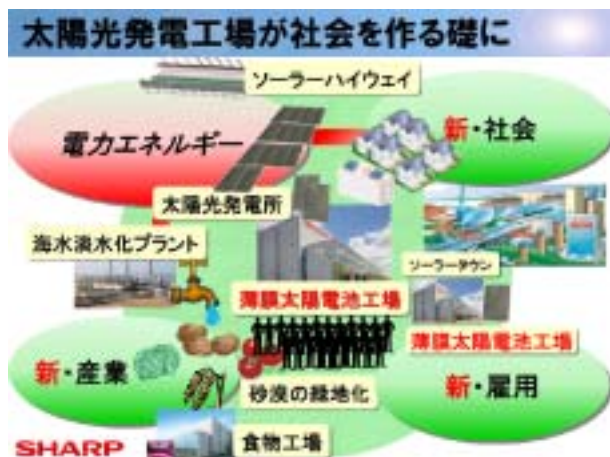 太陽光発電工場が社会を作る礎に
ソーラーハイウェイ
電力エネルギー
新・社会
太陽光発電所
海水淡水化プラント
ソーラータウン
薄膜太陽電池工場
薄膜太陽電池工場
新・産業
砂漠の緑地化
新・雇用
食物工場
SHARP